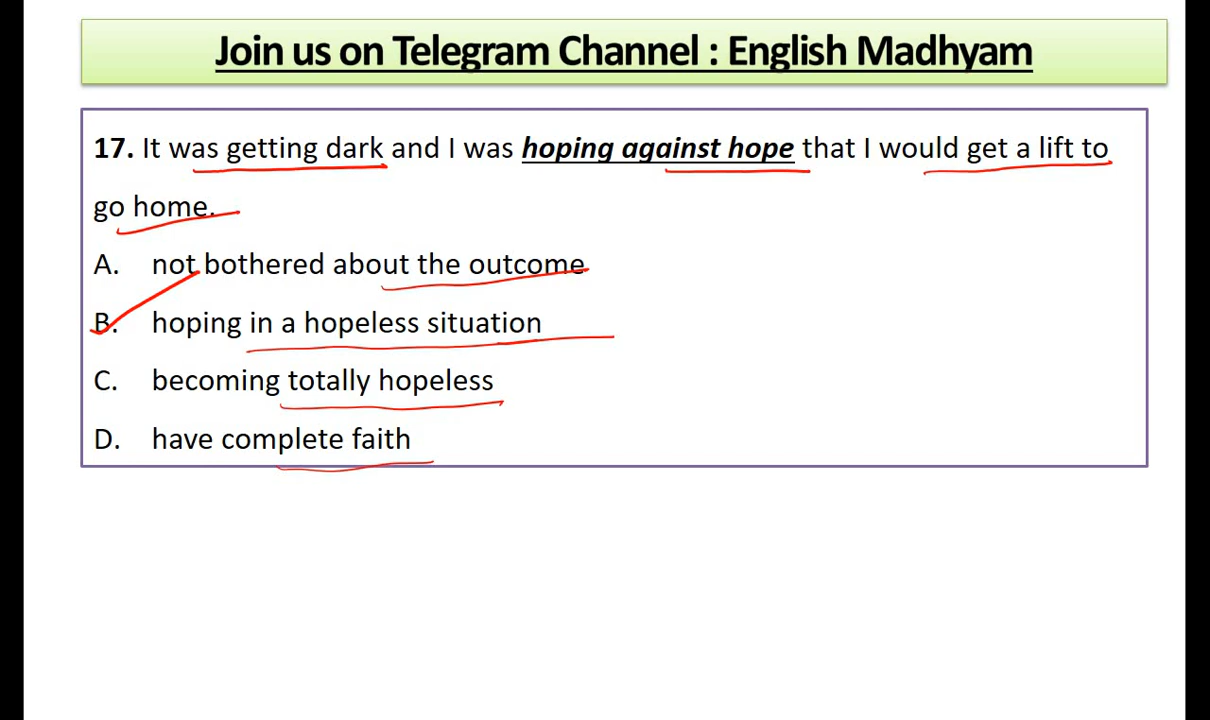 Join us on Telegram Channel : English Madhyam
17. It was getting dark and I was hoping against hope that I would get a lift to
go home.
A. not bothered about the outcome
B. hoping in a hopeless situation
C. becoming totally hopeless
D. have complete faith